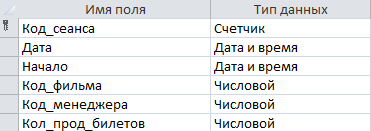 Имя поля Тип данных
Код_сеанса Счетчик
Дата Дата и время
Начало Дата и время
Код_фильма Числовой
Код_менеджера Числовой
Кол_прод_билетов Числовой